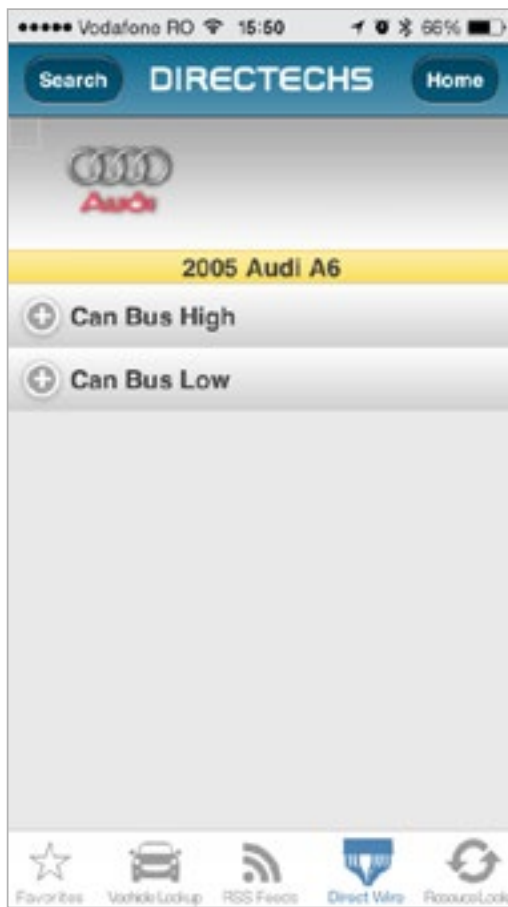 Vodafone RO 15:50 66%
Search DIRECTECHS Home
Audi
2005 Audi A6
Can Bus High
Can Bus Low
Favorites Vehicle Lookup RSS Feeds Direct Wire